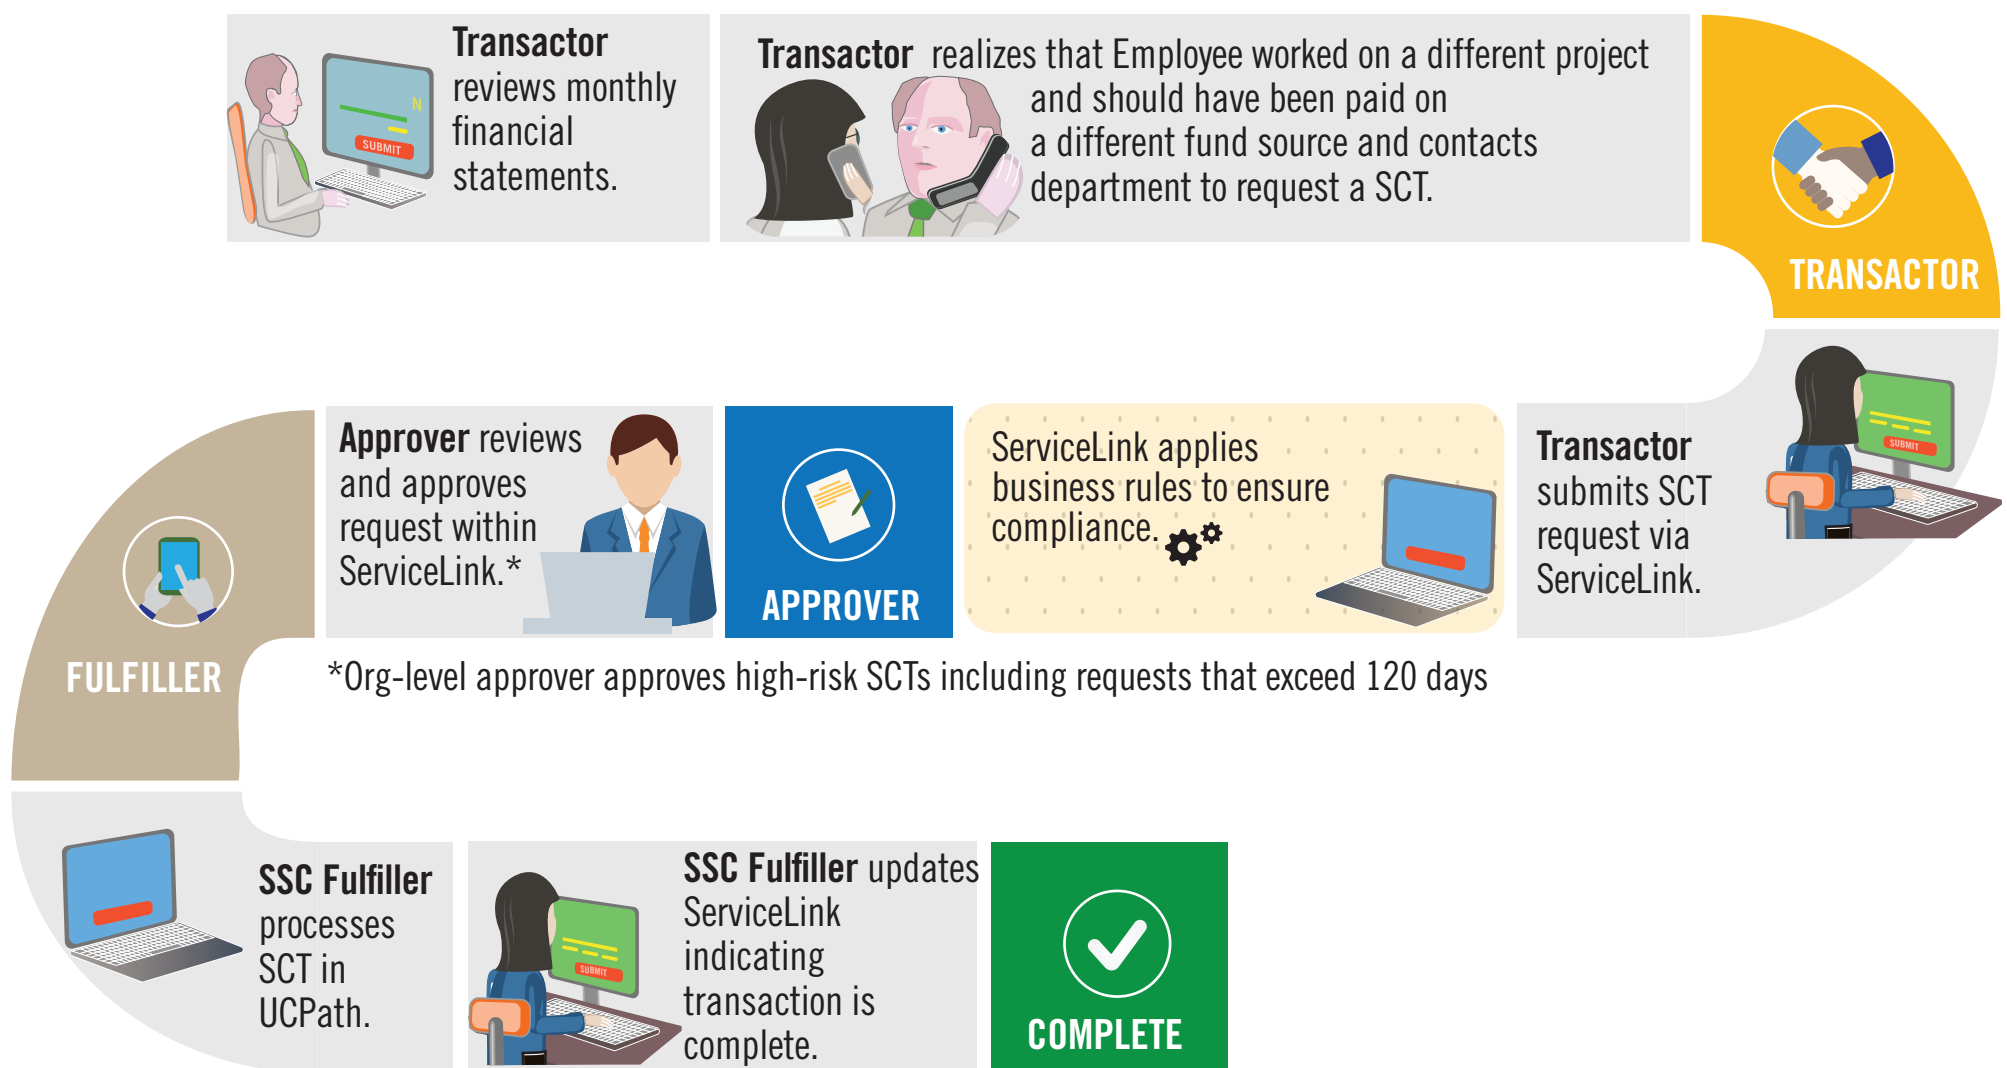 Transactor
reviews monthly
financial
statements.
N
SUBMIT
Transactor realizes that Employee worked on a different project
and should have been paid on
a different fund source and contacts
department to request a SCT.
TRANSACTOR
SUBMIT
Transactor
submits SCT
request via
ServiceLink.
ServiceLink applies
business rules to ensure
compliance.
APPROVER
Approver reviews
and approves
request within
ServiceLink.*
*Org-level approver approves high-risk SCTs including requests that exceed 120 days
FULFILLER
SSC Fulfiller
processes
SCT in
UCPath.
SUBMIT
SSC Fulfiller updates
ServiceLink
indicating
transaction is
complete.
COMPLETE